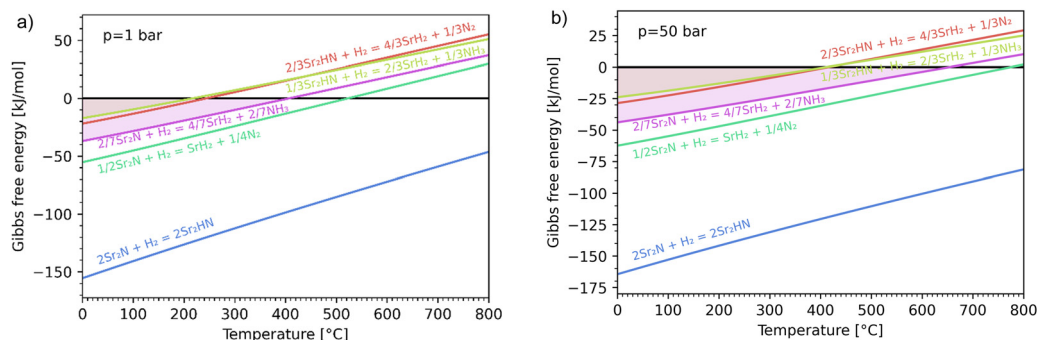 a)
p=1 bar
Gibbs free energy [kJ/mol]
50
0
−50
−100
−150
2/3Sr₂HN + H₂ = 4/3SrH₂ + 1/3N₂
1/3Sr₂HN + H₂ = 2/3SrH₂ + 1/3NH₃
2/7Sr₂N + H₂ = 4/7SrH₂ + 2/7NH₃
1/2Sr₂N + H₂ = SrH₂ + 1/4N₂
2Sr₂N + H₂ = 2Sr₂HN
0 100 200 300 400 500 600 700 800
Temperature [°C]
b)
p=50 bar
Gibbs free energy [kJ/mol]
25
0
−25
−50
−75
−100
−125
−150
−175
2/3Sr₂HN + H₂ = 4/3SrH₂ + 1/3N₂
1/3Sr₂HN + H₂ = 2/3SrH₂ + 1/3NH₃
2/7Sr₂N + H₂ = 4/7SrH₂ + 2/7NH₃
1/2Sr₂N + H₂ = SrH₂ + 1/4N₂
2Sr₂N + H₂ = 2Sr₂HN
0 100 200 300 400 500 600 700 800
Temperature [°C]